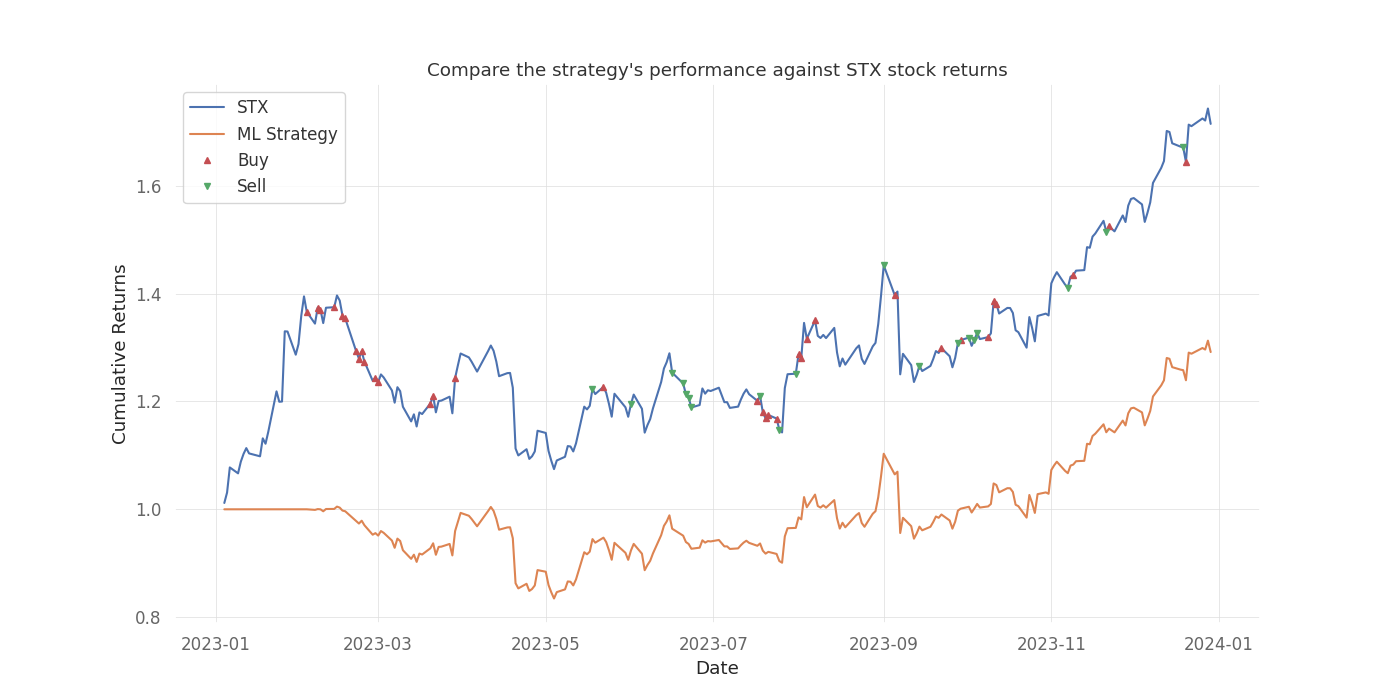 Compare the strategy's performance against STX stock returns
STX
ML Strategy
Buy
Sell
Cumulative Returns
1.6
1.4
1.2
1.0
0.8
2023-01
2023-03
2023-05
2023-07
2023-09
2023-11
2024-01
Date